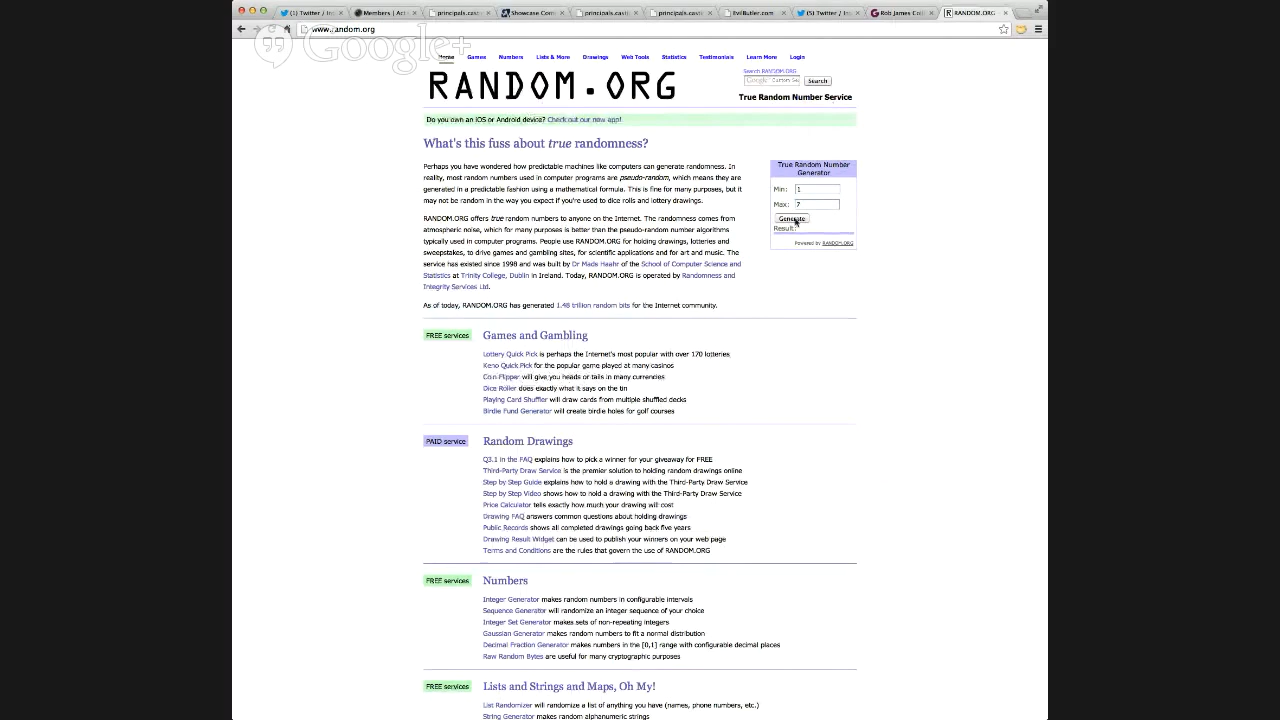 (1) Twitter / In
Members | Act
principals.castin
Showcase Com
principals.castin
principals.castin
EvilButler.com
(5) Twitter / In
Rob James Coll
RANDOM.ORG
www.random.org
Google+
Home Games Numbers Lists & More Drawings Web Tools Statistics Testimonials Learn More Login
RANDOM.ORG
Search RANDOM.ORG
Google Custom Sea Search
True Random Number Service
Do you own an iOS or Android device? Check out our new app!
What's this fuss about true randomness?
Perhaps you have wondered how predictable machines like computers can generate randomness. In
reality, most random numbers used in computer programs are pseudo-random, which means they are
generated in a predictable fashion using a mathematical formula. This is fine for many purposes, but it
may not be random in the way you expect if you're used to dice rolls and lottery drawings.
RANDOM.ORG offers true random numbers to anyone on the Internet. The randomness comes from
atmospheric noise, which for many purposes is better than the pseudo-random number algorithms
typically used in computer programs. People use RANDOM.ORG for holding drawings, lotteries and
sweepstakes, to drive games and gambling sites, for scientific applications and for art and music. The
service has existed since 1998 and was built by Dr Mads Haahr of the School of Computer Science and
Statistics at Trinity College, Dublin in Ireland. Today, RANDOM.ORG is operated by Randomness and
Integrity Services Ltd.
As of today, RANDOM.ORG has generated 1.48 trillion random bits for the Internet community.
True Random Number
Generator
Min: 1
Max: 7
Generate
Result:
Powered by RANDOM.ORG
FREE services
Games and Gambling
Lottery Quick Pick is perhaps the Internet's most popular with over 170 lotteries
Keno Quick Pick for the popular game played at many casinos
Coin Flipper will give you heads or tails in many currencies
Dice Roller does exactly what it says on the tin
Playing Card Shuffler will draw cards from multiple shuffled decks
Birdie Fund Generator will create birdie holes for golf courses
PAID service
Random Drawings
Q3.1 in the FAQ explains how to pick a winner for your giveaway for FREE
Third-Party Draw Service is the premier solution to holding random drawings online
Step by Step Guide explains how to hold a drawing with the Third-Party Draw Service
Step by Step Video shows how to hold a drawing with the Third-Party Draw Service
Price Calculator tells exactly how much your drawing will cost
Drawing FAQ answers common questions about holding drawings
Public Records shows all completed drawings going back five years
Drawing Result Widget can be used to publish your winners on your web page
Terms and Conditions are the rules that govern the use of RANDOM.ORG
FREE services
Numbers
Integer Generator makes random numbers in configurable intervals
Sequence Generator will randomize an integer sequence of your choice
Integer Set Generator makes sets of non-repeating integers
Gaussian Generator makes random numbers to fit a normal distribution
Decimal Fraction Generator makes numbers in the [0,1] range with configurable decimal places
Raw Random Bytes are useful for many cryptographic purposes
FREE services
Lists and Strings and Maps, Oh My!
List Randomizer will randomize a list of anything you have (names, phone numbers, etc.)
String Generator makes random alphanumeric strings